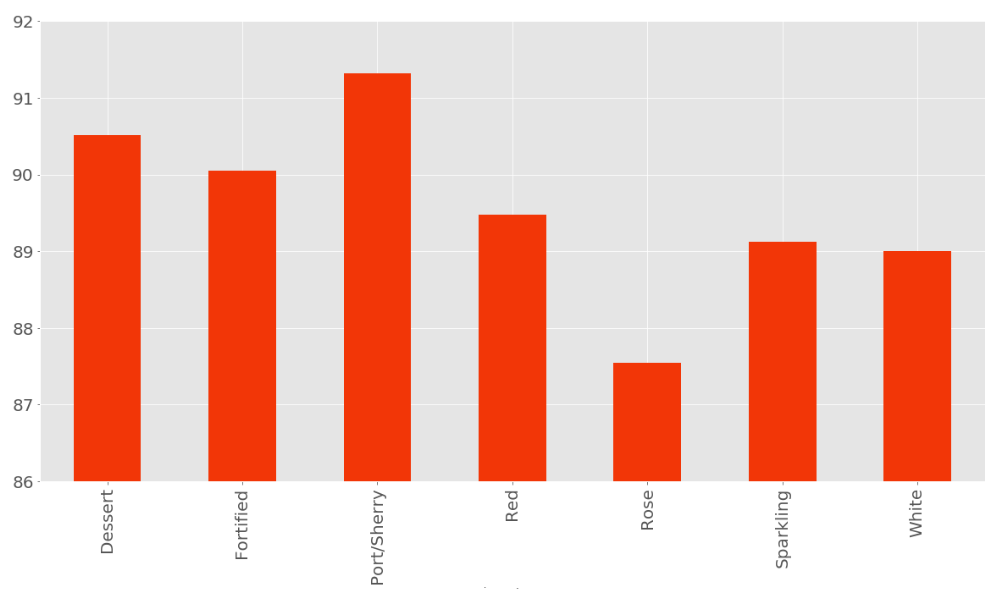 92
91
90
89
88
87
86
Dessert
Fortified
Port/Sherry
Red
Rose
Sparkling
White